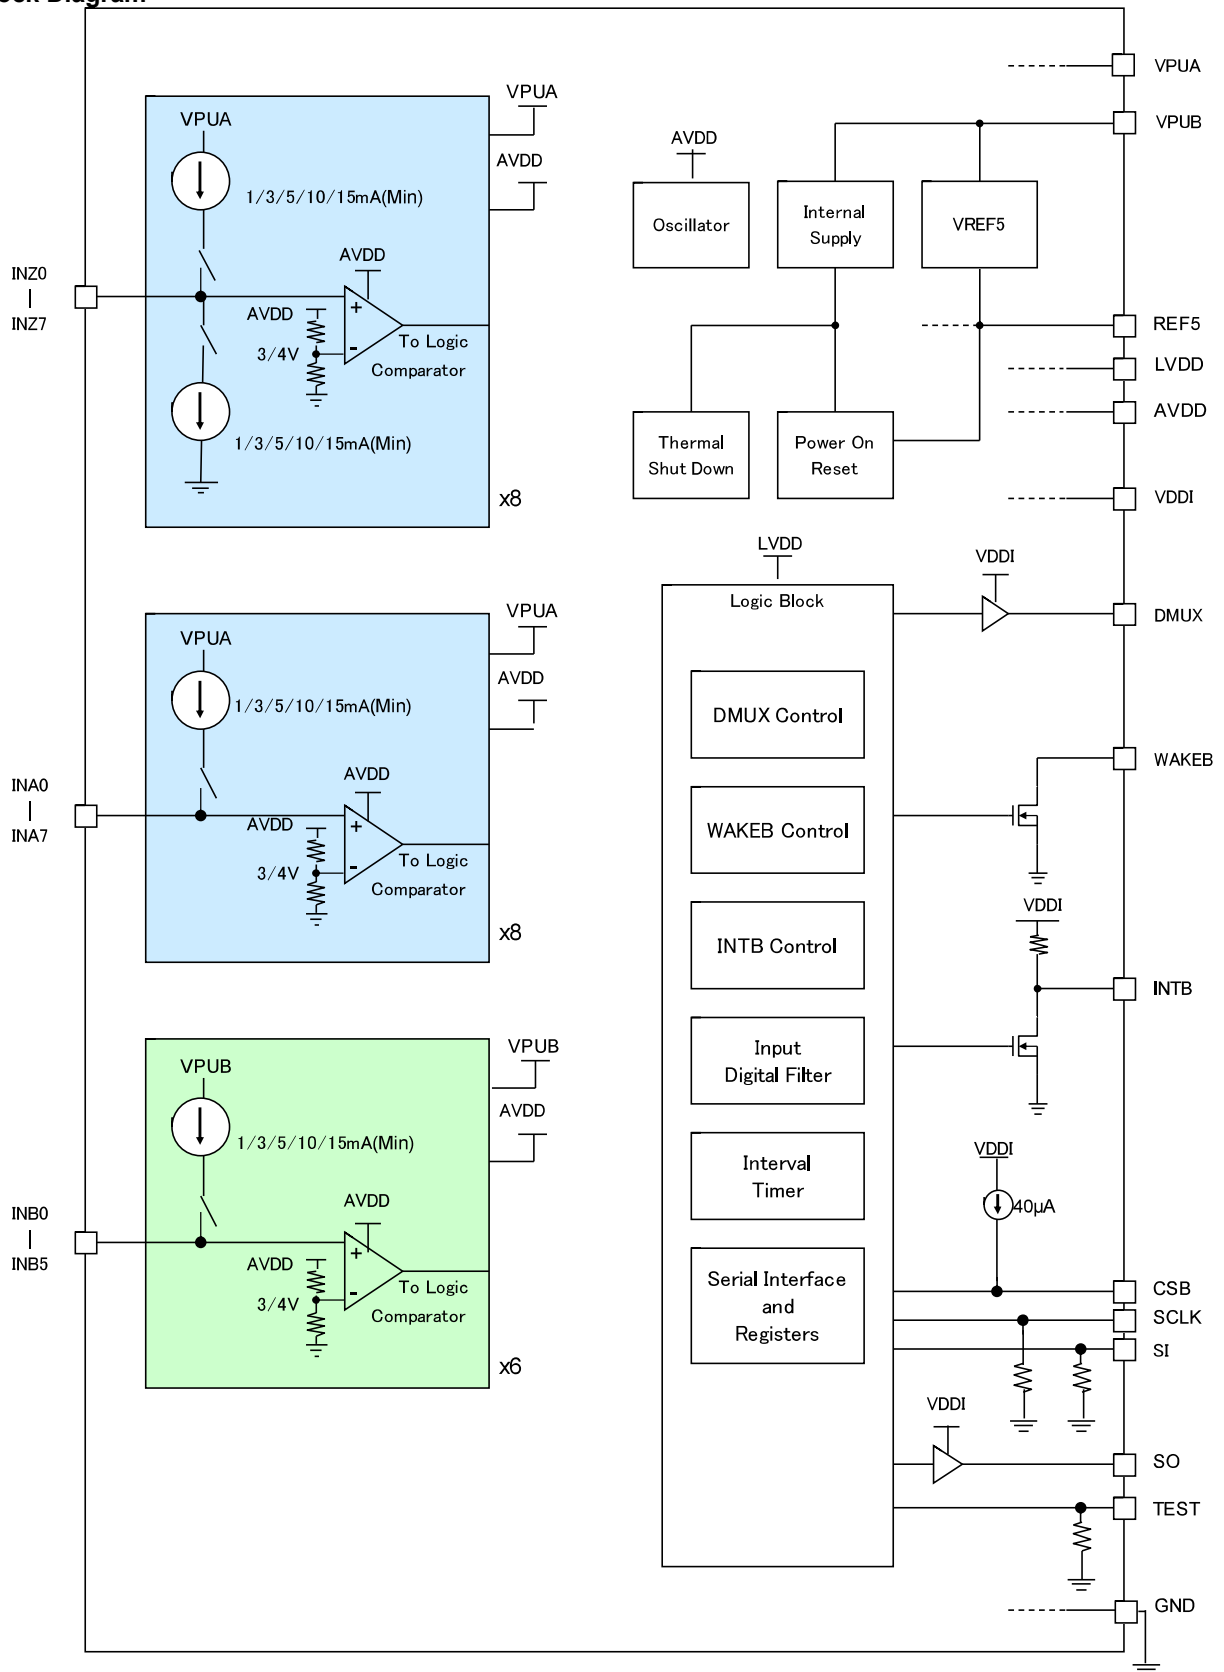 Block Diagram
VPUA
1/3/5/10/15mA(Min)
AVDD
AVDD
3/4V
+
-
To Logic
Comparator
1/3/5/10/15mA(Min)
x8
VPUA
AVDD
INZ0
INZ7
VPUA
1/3/5/10/15mA(Min)
AVDD
AVDD
3/4V
+
-
To Logic
Comparator
x8
VPUA
AVDD
INA0
INA7
VPUB
1/3/5/10/15mA(Min)
AVDD
AVDD
3/4V
+
-
To Logic
Comparator
x6
VPUB
AVDD
INB0
INB5
AVDD
Oscillator
Internal
Supply
VREF5
Thermal
Shut Down
Power On
Reset
LVDD
Logic Block
DMUX Control
WAKEB Control
INTB Control
Input
Digital Filter
Interval
Timer
Serial Interface
and
Registers
VDDI
VDDI
VDDI
40μA
VDDI
VPUA
VPUB
REF5
LVDD
AVDD
VDDI
DMUX
WAKEB
INTB
CSB
SCLK
SI
SO
TEST
GND